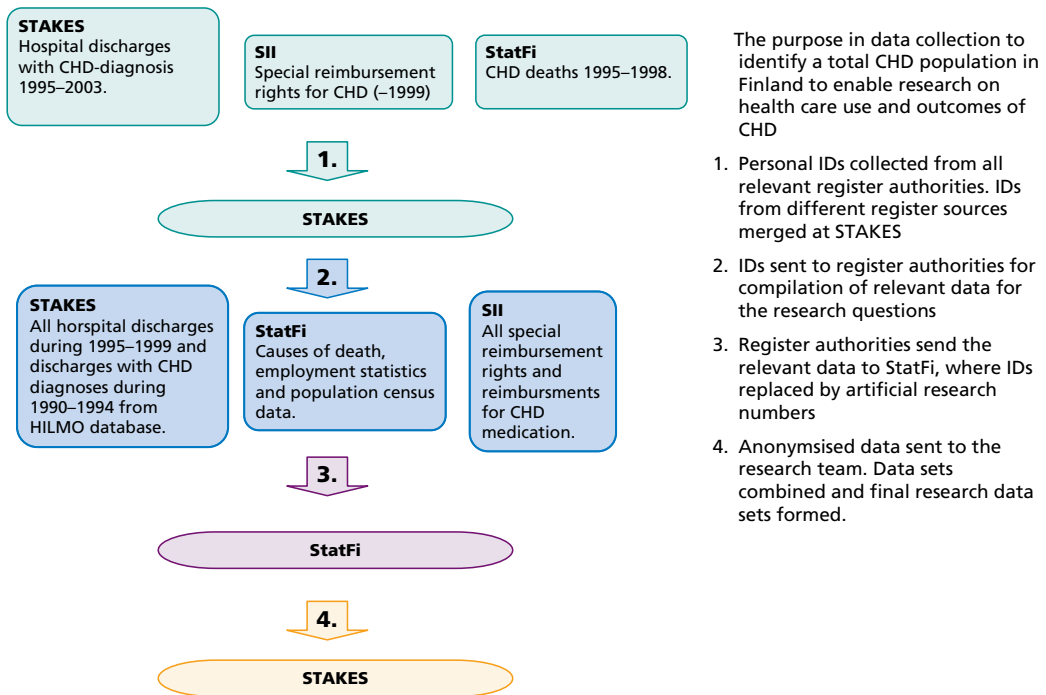 STAKES
Hospital discharges
with CHD-diagnosis
1995–2003.
SII
Special reimbursement
rights for CHD (–1999)
StatFi
CHD deaths 1995–1998.
1.
STAKES
2.
STAKES
All horspital discharges
during 1995–1999 and
discharges with CHD
diagnoses during
1990–1994 from
HILMO database.
StatFi
Causes of death,
employment statistics
and population census
data.
SII
All special
reimbursement
rights and
reimbursments
for CHD
medication.
3.
StatFi
4.
STAKES
The purpose in data collection to
identify a total CHD population in
Finland to enable research on
health care use and outcomes of
CHD
1. Personal IDs collected from all
relevant register authorities. IDs
from different register sources
merged at STAKES
2. IDs sent to register authorities for
compilation of relevant data for
the research questions
3. Register authorities send the
relevant data to StatFi, where IDs
replaced by artificial research
numbers
4. Anonymsised data sent to the
research team. Data sets
combined and final research data
sets formed.